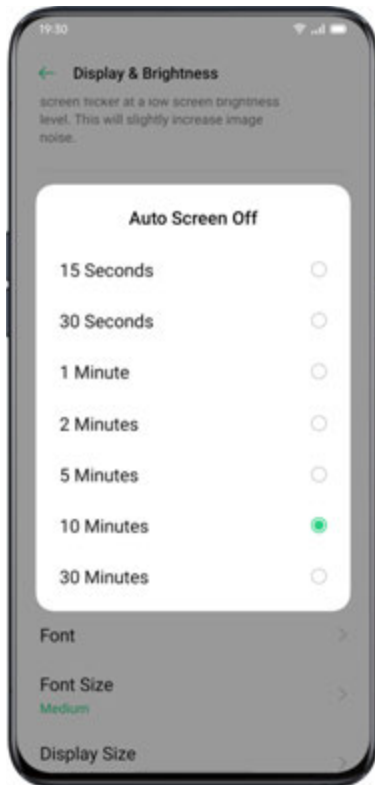 19:30
Display & Brightness
screen flicker at a low screen brightness
level. This will slightly increase image
noise.
Auto Screen Off
15 Seconds
30 Seconds
1 Minute
2 Minutes
5 Minutes
10 Minutes
30 Minutes
Font
Font Size
Medium
Display Size